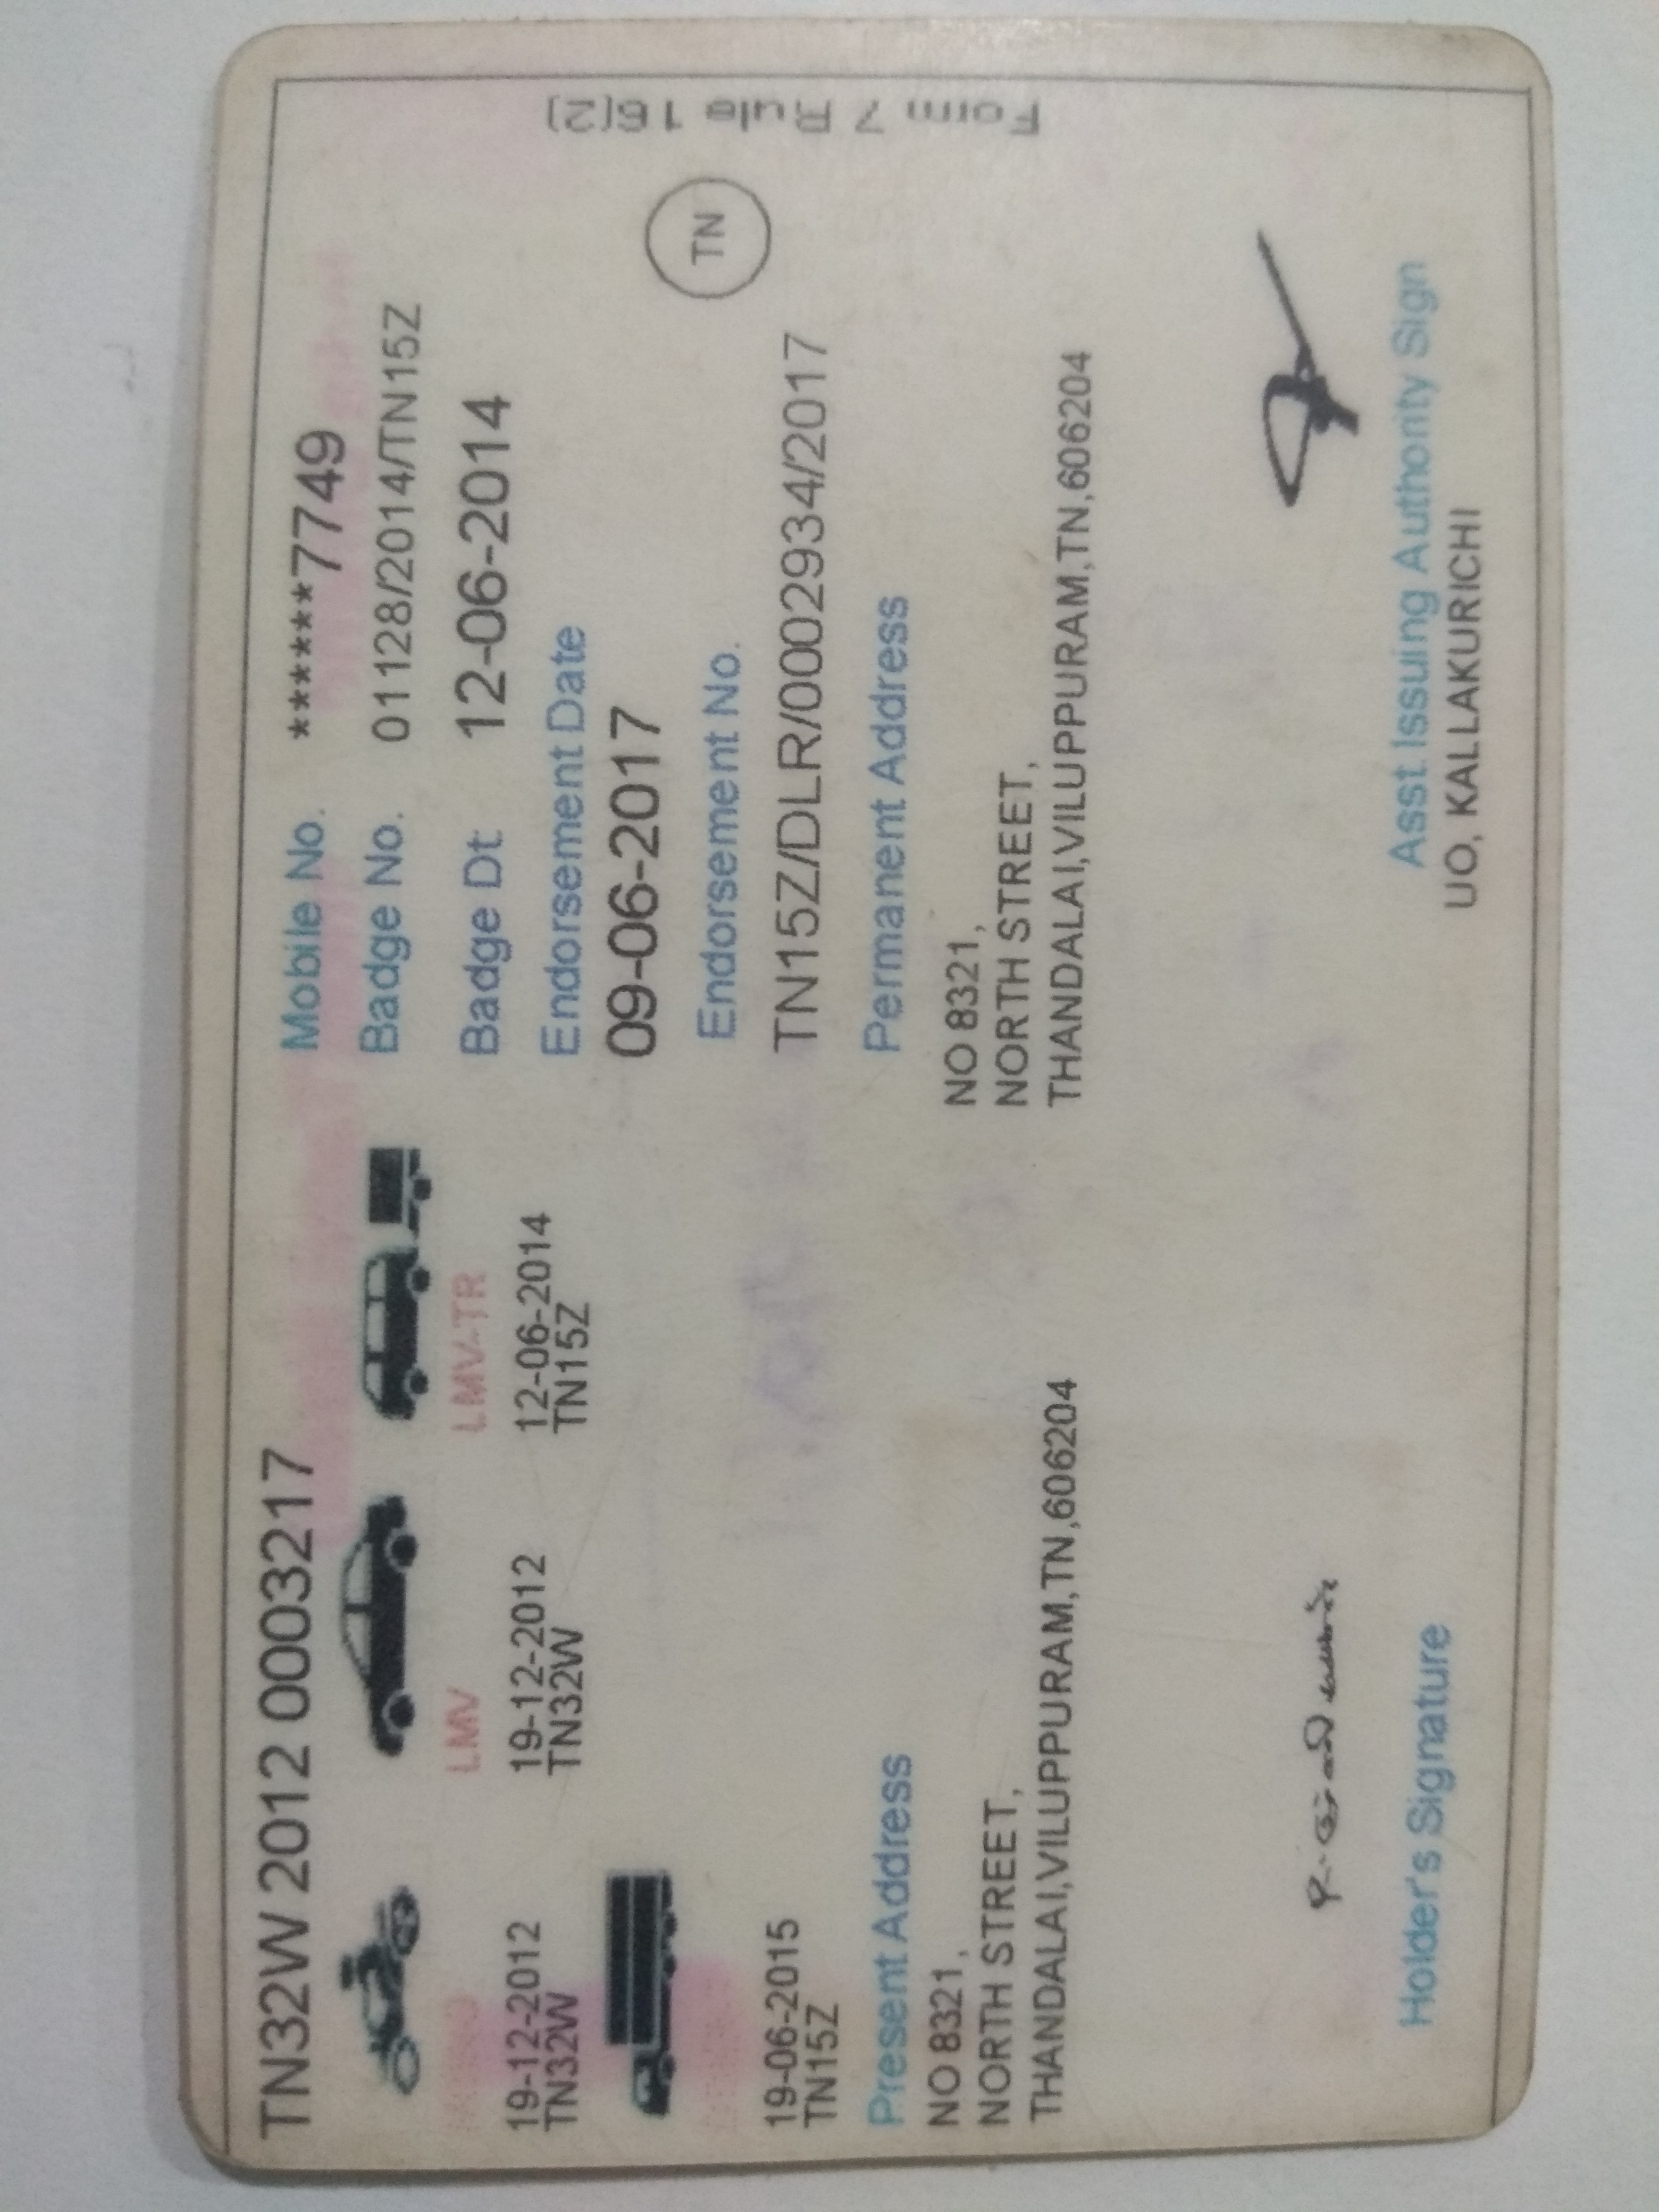 TN32W 2012 0003217
LMV
LMV-TR
19-12-2012
TN32W
19-12-2012
TN32W
12-06-2014
TN15Z
19-06-2015
TN15Z
Mobile No. ******7749
Badge No. 01128/2014/TN15Z
Badge Dt 12-06-2014
Endorsement Date
09-06-2017
Endorsement No.
TN15Z/DLR/0002934/2017
TN
Form 7 Rule 16(2)
Present Address
NO 8321,
NORTH STREET,
THANDALAI,VILUPPURAM,TN,606204
Permanent Address
NO 8321,
NORTH STREET,
THANDALAI,VILUPPURAM,TN,606204
Holder's Signature
Asst.Issuing Authority Sign
UO, KALLAKURICHI